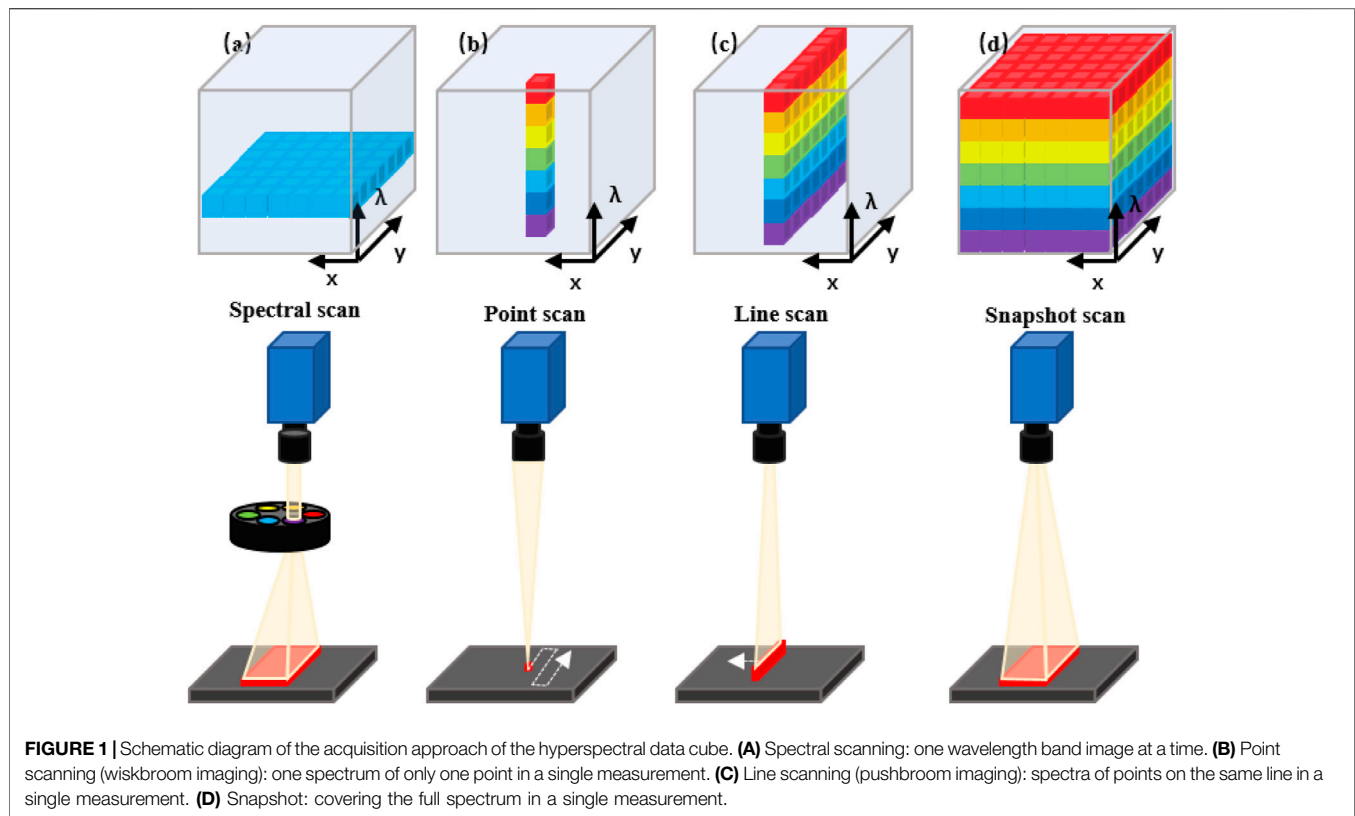 (a) (b) (c) (d)
λ λ λ λ
y y y y
x x x x
Spectral scan Point scan Line scan Snapshot scan
FIGURE 1 | Schematic diagram of the acquisition approach of the hyperspectral data cube. (A) Spectral scanning: one wavelength band image at a time. (B) Point
scanning (wiskbroom imaging): one spectrum of only one point in a single measurement. (C) Line scanning (pushbroom imaging): spectra of points on the same line in a
single measurement. (D) Snapshot: covering the full spectrum in a single measurement.